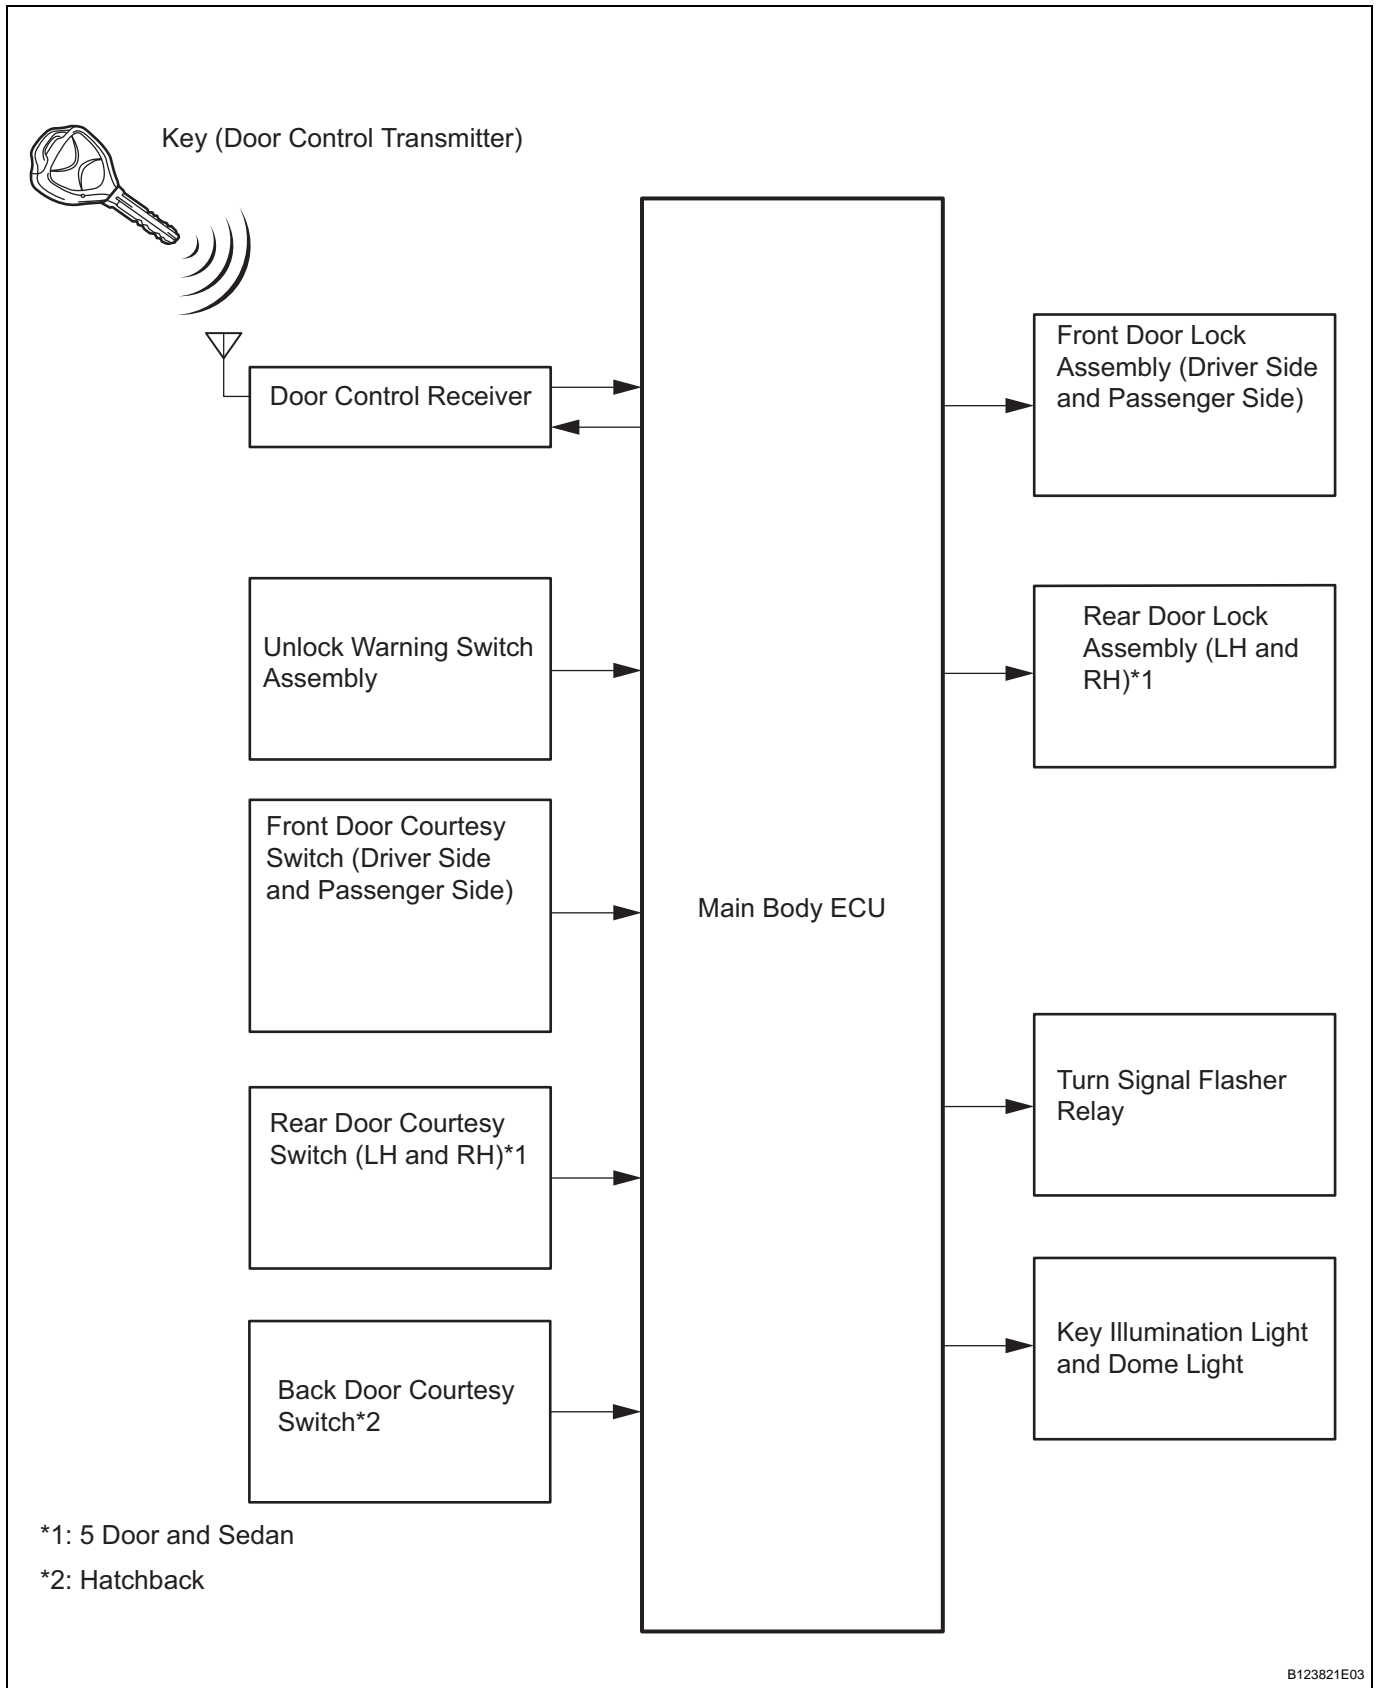 Key (Door Control Transmitter)
Door Control Receiver
Unlock Warning Switch
Assembly
Front Door Courtesy
Switch (Driver Side
and Passenger Side)
Rear Door Courtesy
Switch (LH and RH)*1
Back Door Courtesy
Switch*2
Main Body ECU
Front Door Lock
Assembly (Driver Side
and Passenger Side)
Rear Door Lock
Assembly (LH and
RH)*1
Turn Signal Flasher
Relay
Key Illumination Light
and Dome Light
*1: 5 Door and Sedan
*2: Hatchback
B123821E03